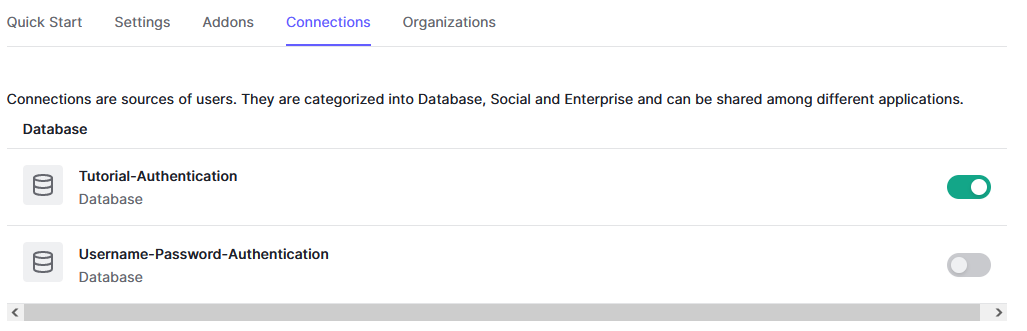 Quick Start Settings Addons Connections Organizations
Connections are sources of users. They are categorized into Database, Social and Enterprise and can be shared among different applications.
Database
Tutorial-Authentication
Database
Username-Password-Authentication
Database